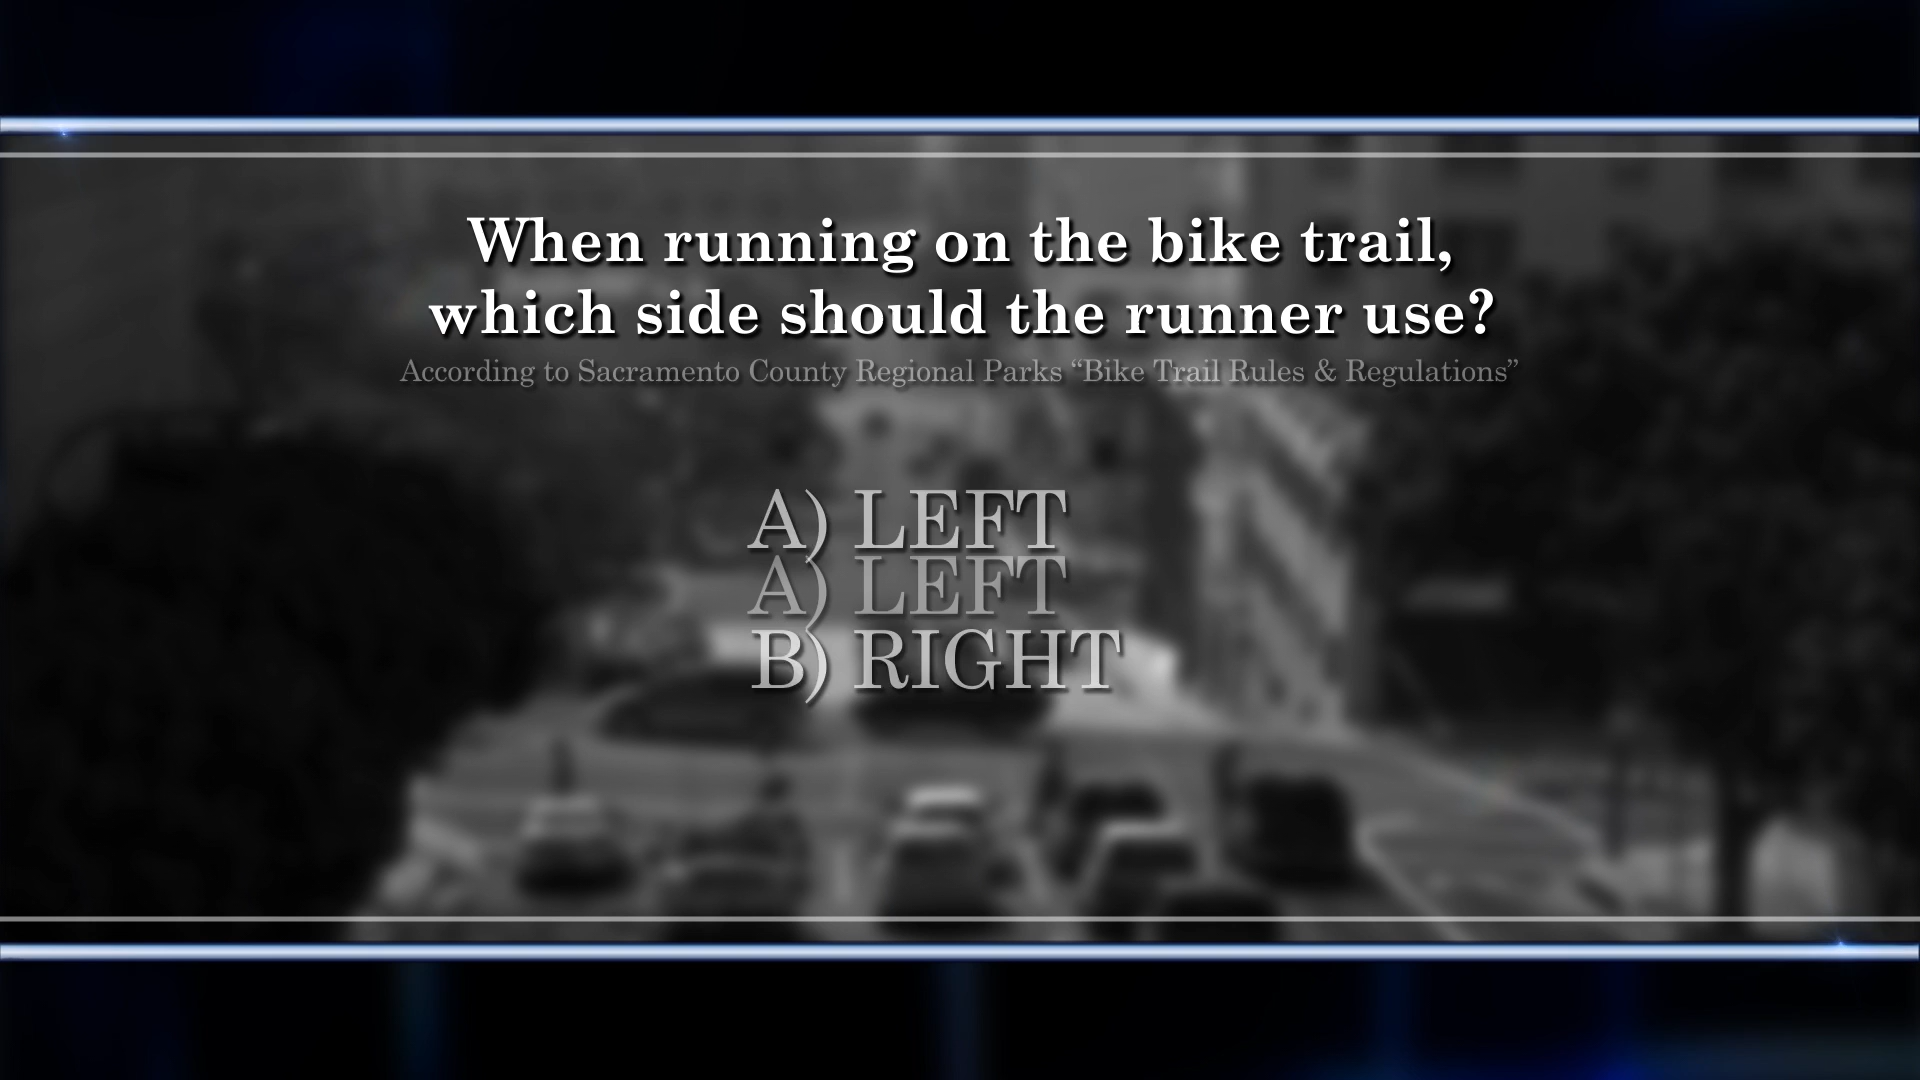 When running on the bike trail,
which side should the runner use?
According to Sacramento County Regional Parks “Bike Trail Rules & Regulations”
A) LEFT
A) LEFT
B) RIGHT